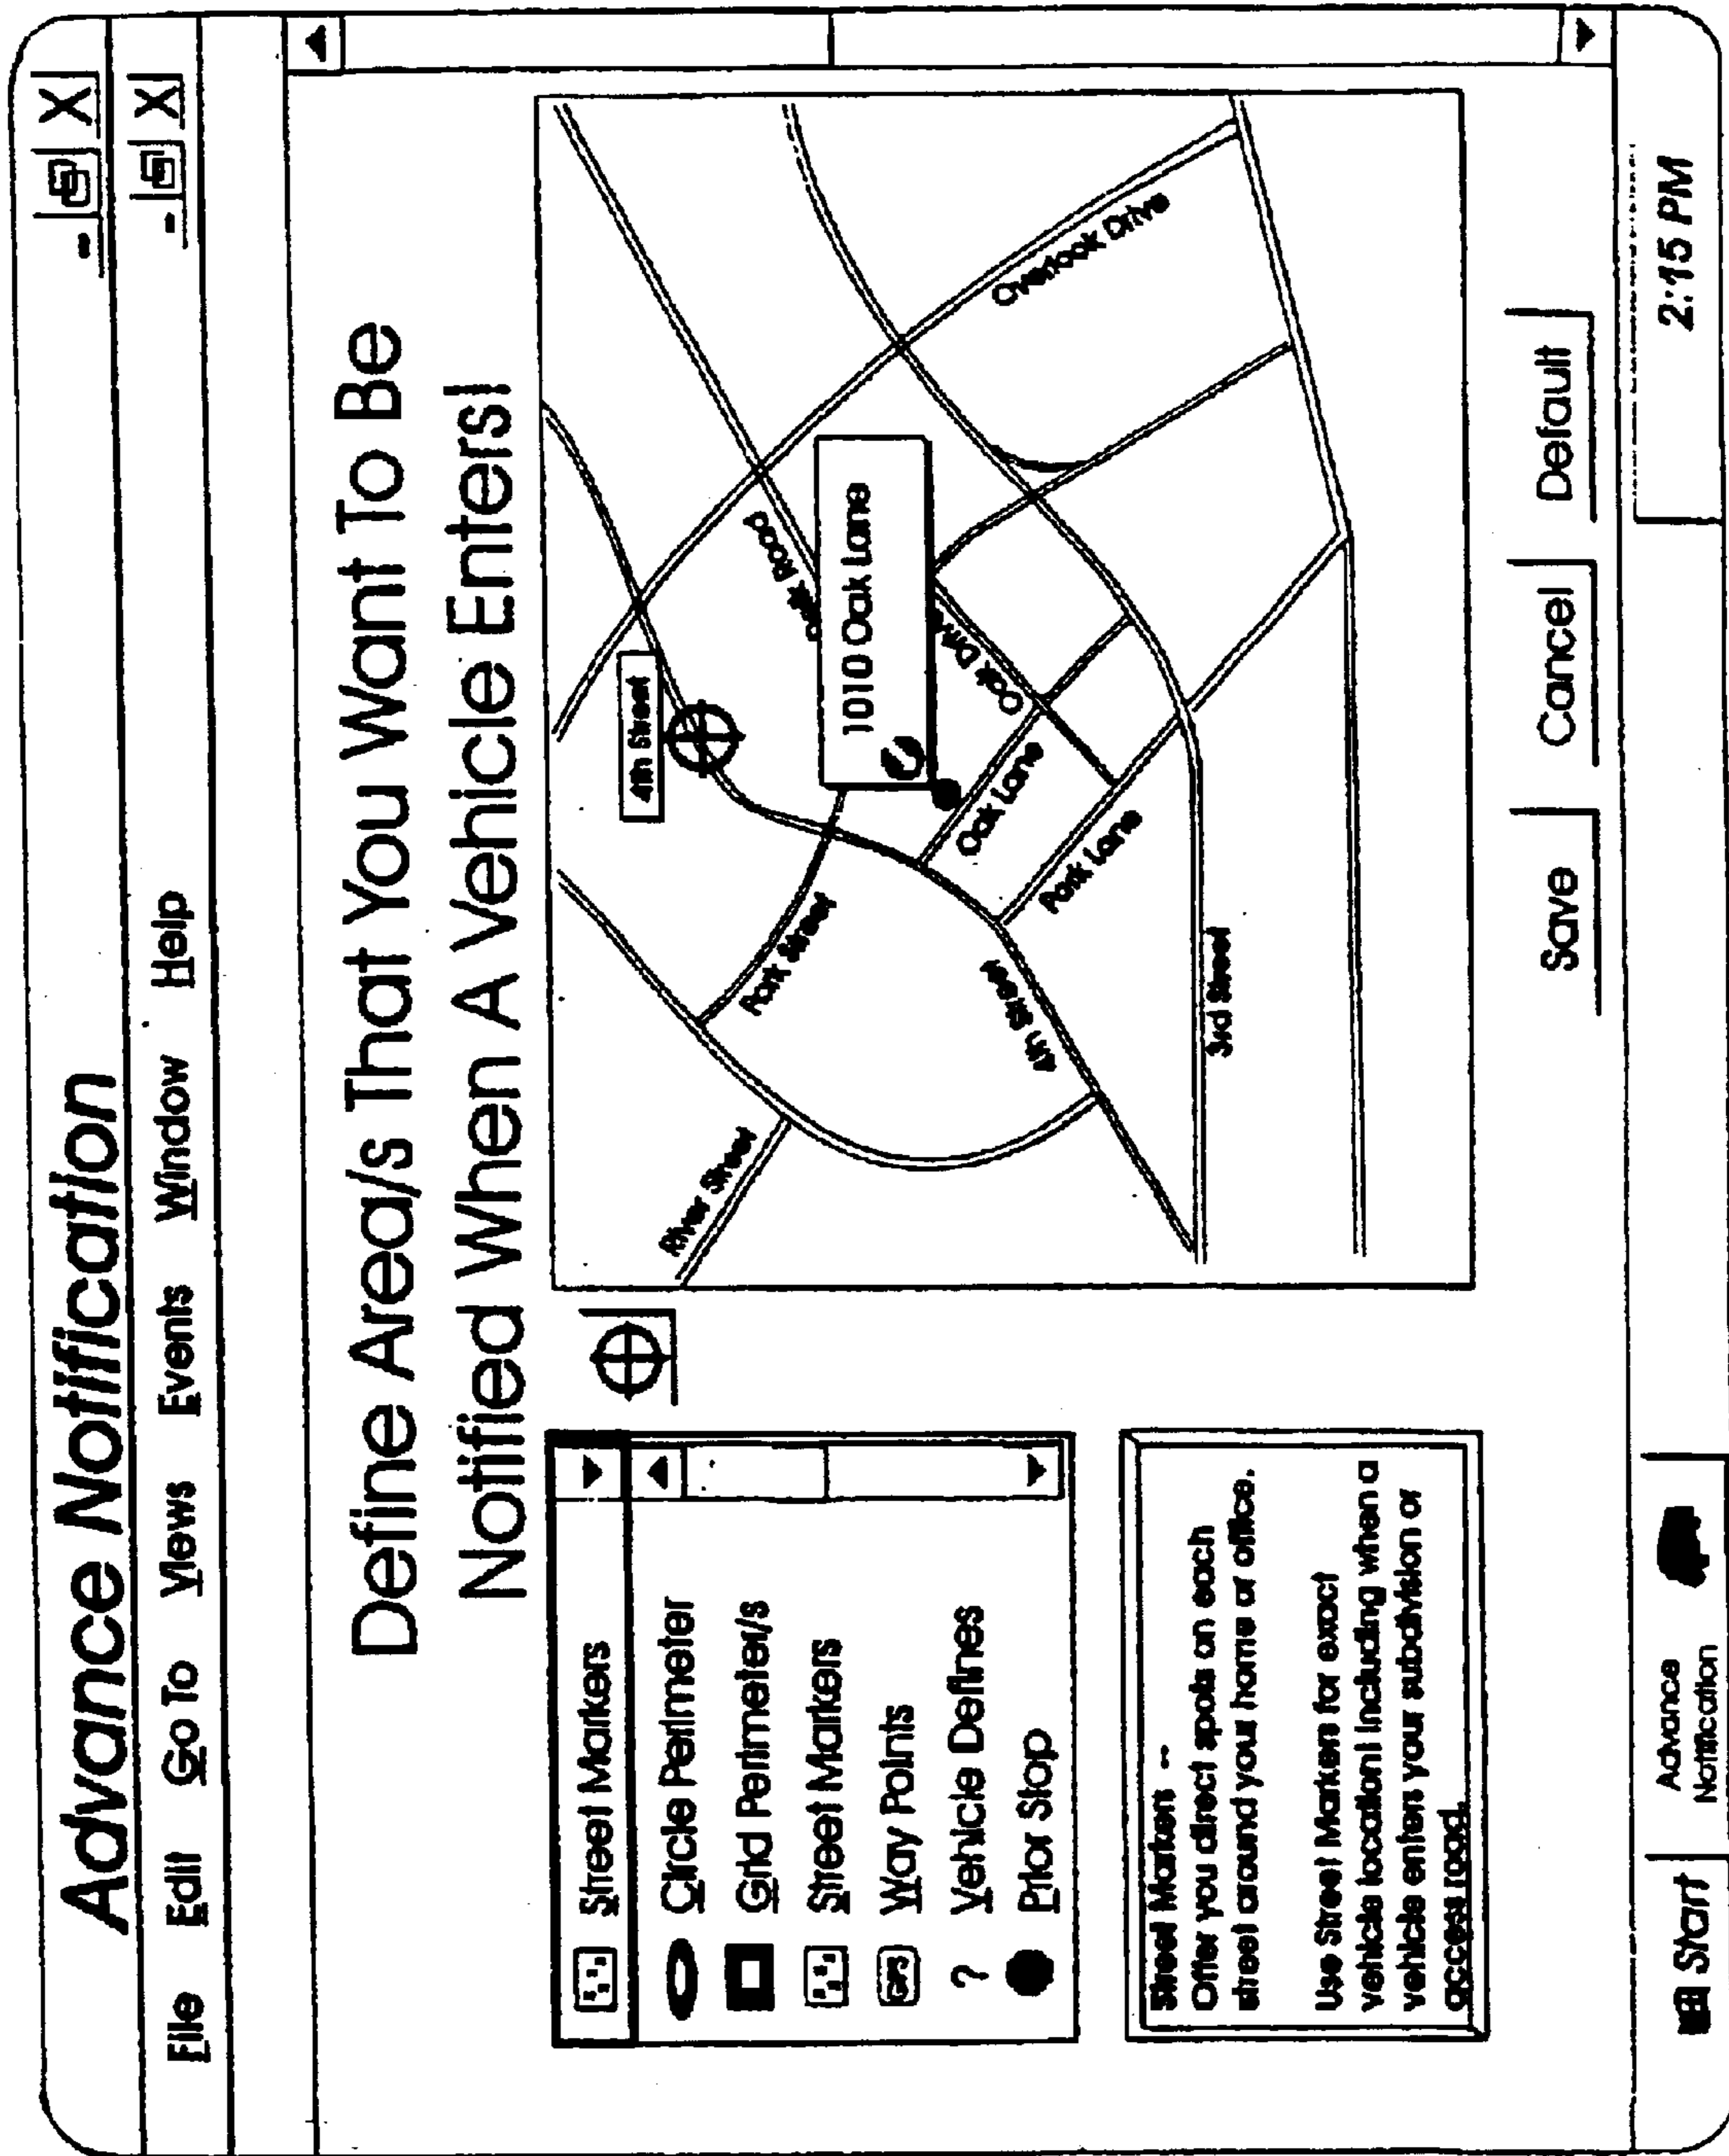 Advance Notification
File Edit Go To Views Events Window Help
Define Area/s That You Want To Be
Notified When A Vehicle Enters!
Street Markers
Circle Perimeter
Grid Perimeter/s
Street Markers
GPS Way Points
? Vehicle Defines
Prior Stop
Street Markers --
Offer you direct spots on each
street around your home or office.
Use Street Markers for exact
vehicle location! Including when a
vehicle enters your subdivision or
access road.
River Street
Park Street
4th Street
4th Street
Road
1010 Oak Lane
Oak
Oak Lane
Park Lane
3rd Street
Overlook Drive
Save Cancel Default
Start
Advance
Notification
2:15 PM